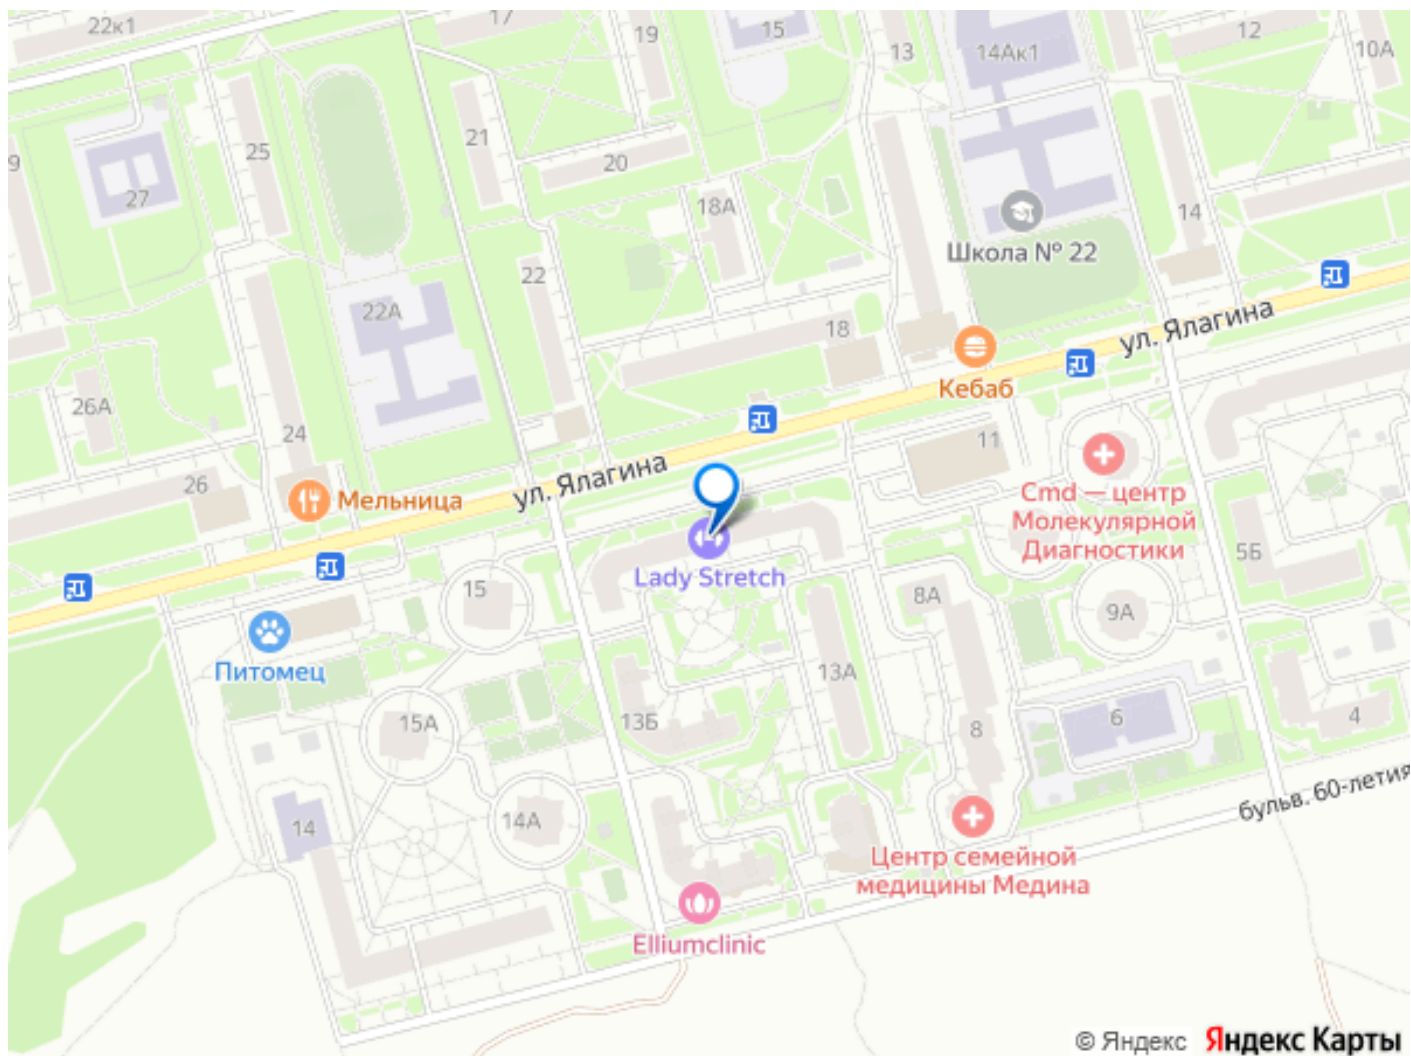 22к1
17
19
15
13
14Ак1
12
10А
9
27
25
21
20
18А
14
Школа № 22
22
22А
18
ул. Ялагина
Кебаб
26А
24
11
26
Мельница
ул. Ялагина
Cmd — центр
Молекулярной
Диагностики
5Б
Lady Stretch
15
8А
9А
Питомец
13А
15А
13Б
8
6
4
бульв. 60-летия
14
14А
Центр семейной
медицины Медина
Elliumclinic
© Яндекс Яндекс Карты